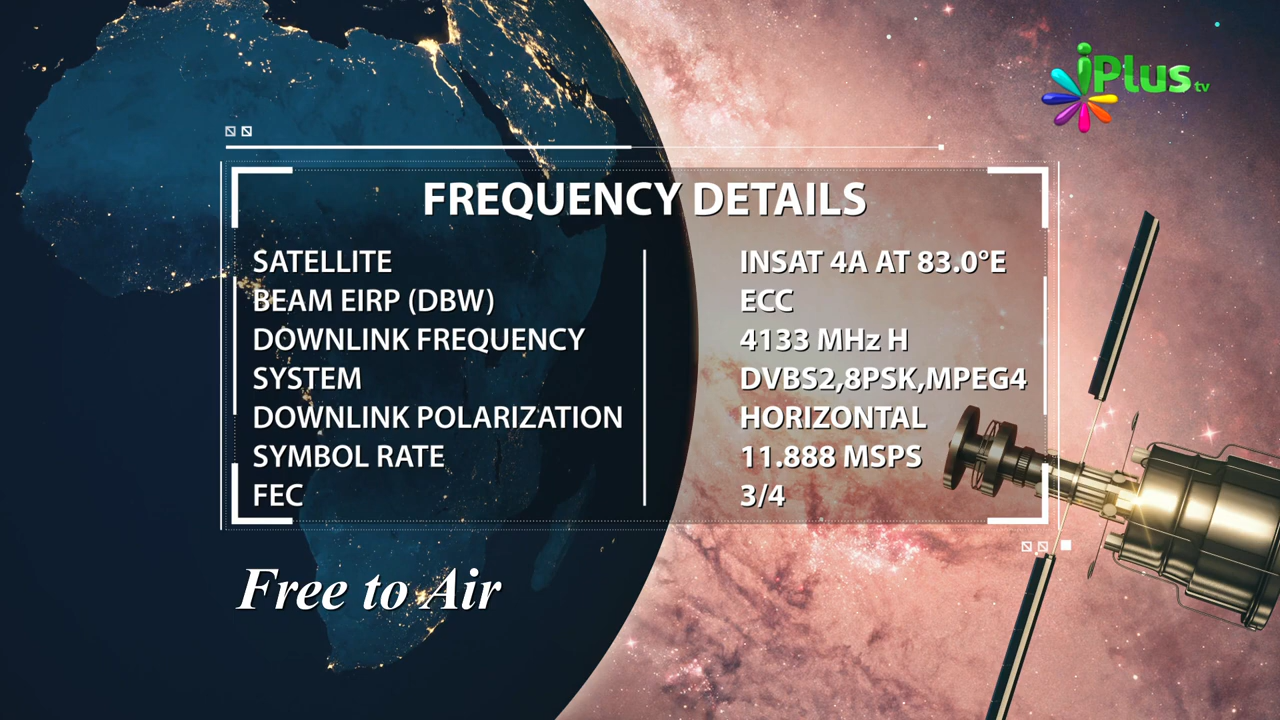 iPlus tv
FREQUENCY DETAILS
SATELLITE INSAT 4A AT 83.0°E
BEAM EIRP (DBW) ECC
DOWNLINK FREQUENCY 4133 MHz H
SYSTEM DVBS2,8PSK,MPEG4
DOWNLINK POLARIZATION HORIZONTAL
SYMBOL RATE 11.888 MSPS
FEC 3/4
Free to Air